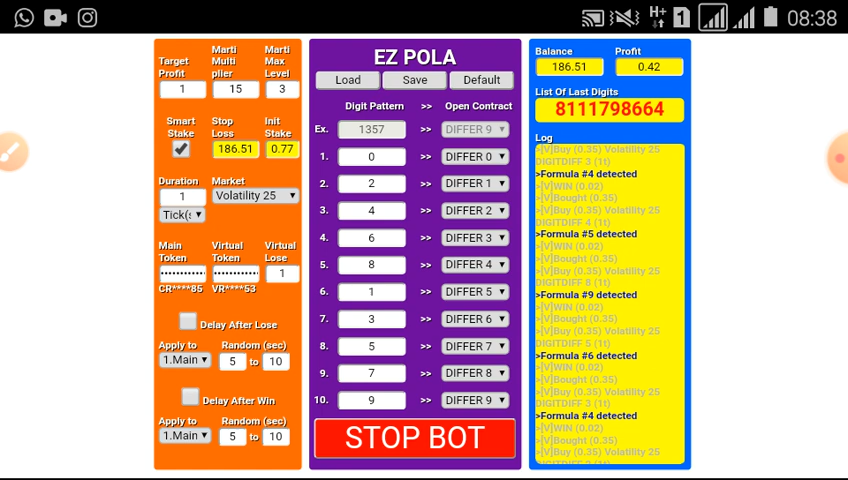 H+
1
08:38
Target
Profit
Marti
Multi
plier
Marti
Max
Level
1
15
3
Smart
Stake
Stop
Loss
Init
Stake
186.51
0.77
Duration
Market
1
Volatility 25
Tick(s
Main
Token
Virtual
Token
Virtual
Lose
1
CR****85
VR****53
Delay After Lose
Apply to
Random (sec)
1.Main
5 to 10
Delay After Win
Apply to
Random (sec)
1.Main
5 to 10
EZ POLA
Load
Save
Default
Digit Pattern >> Open Contract
Ex. 1357 >> DIFFER 9
1. 0 >> DIFFER 0
2. 2 >> DIFFER 1
3. 4 >> DIFFER 2
4. 6 >> DIFFER 3
5. 8 >> DIFFER 4
6. 1 >> DIFFER 5
7. 3 >> DIFFER 6
8. 5 >> DIFFER 7
9. 7 >> DIFFER 8
10. 9 >> DIFFER 9
STOP BOT
Balance
Profit
186.51
0.42
List Of Last Digits
8111798664
Log
>[V]Buy (0.35) Volatility 25
DIGITDIFF 3 (1t)
>Formula #4 detected
>[V]WIN (0.02)
>[V]Bought (0.35)
>[V]Buy (0.35) Volatility 25
DIGITDIFF 3 (1t)
>Formula #5 detected
>[V]WIN (0.02)
>[V]Bought (0.35)
>[V]Buy (0.35) Volatility 25
DIGITDIFF 8 (1t)
>Formula #9 detected
>[V]WIN (0.02)
>[V]Bought (0.35)
>[V]Buy (0.35) Volatility 25
DIGITDIFF 5 (1t)
>Formula #6 detected
>[V]WIN (0.02)
>[V]Bought (0.35)
>[V]Buy (0.35) Volatility 25
DIGITDIFF 3 (1t)
>Formula #4 detected
>[V]WIN (0.02)
>[V]Bought (0.35)
>[V]Buy (0.35) Volatility 25